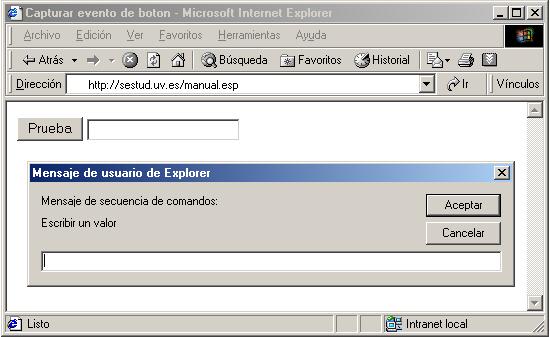 Capturar evento de boton - Microsoft Internet Explorer
Archivo Edición Ver Favoritos Herramientas Ayuda
Atrás Búsqueda Favoritos Historial
Dirección http://sestud.uv.es/manual.esp Ir Vínculos
Prueba
Mensaje de usuario de Explorer
Mensaje de secuencia de comandos:
Aceptar
Escribir un valor
Cancelar
Listo Intranet local